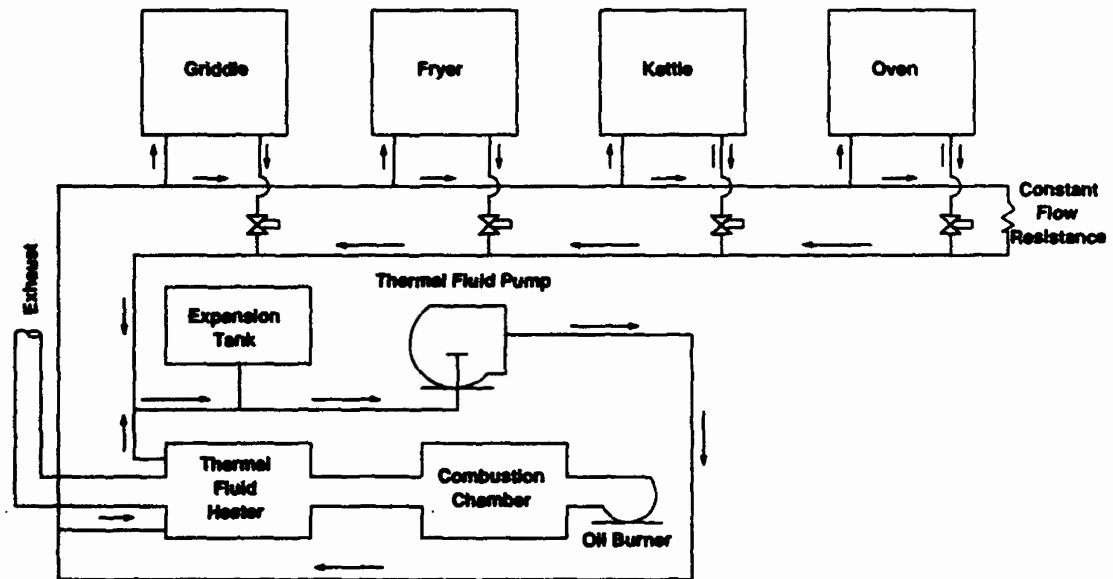 Griddle
Fryer
Kettle
Oven
Constant
Flow
Resistance
Exhaust
Thermal Fluid Pump
Expansion
Tank
Thermal
Fluid
Heater
Combustion
Chamber
Oil Burner